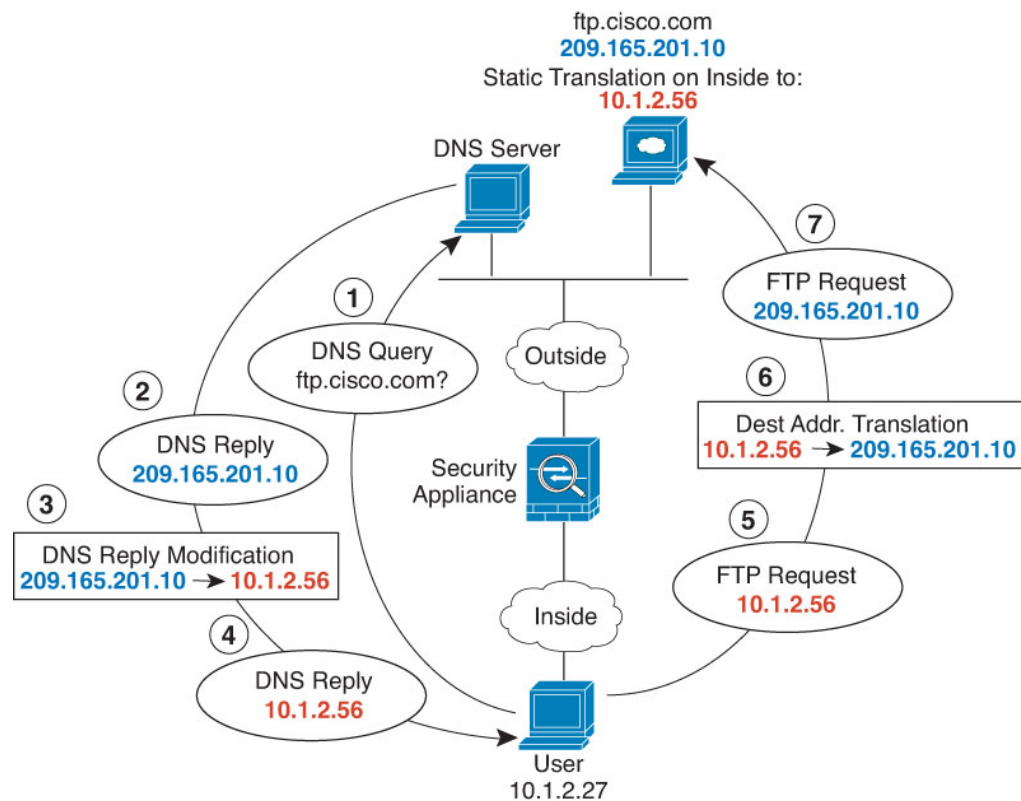 ftp.cisco.com
209.165.201.10
Static Translation on Inside to:
10.1.2.56
DNS Server
7
FTP Request
209.165.201.10
1
DNS Query
ftp.cisco.com?
Outside
2
DNS Reply
209.165.201.10
6
Dest Addr. Translation
10.1.2.56 → 209.165.201.10
Security
Appliance
3
DNS Reply Modification
209.165.201.10 → 10.1.2.56
5
FTP Request
10.1.2.56
Inside
4
DNS Reply
10.1.2.56
User
10.1.2.27